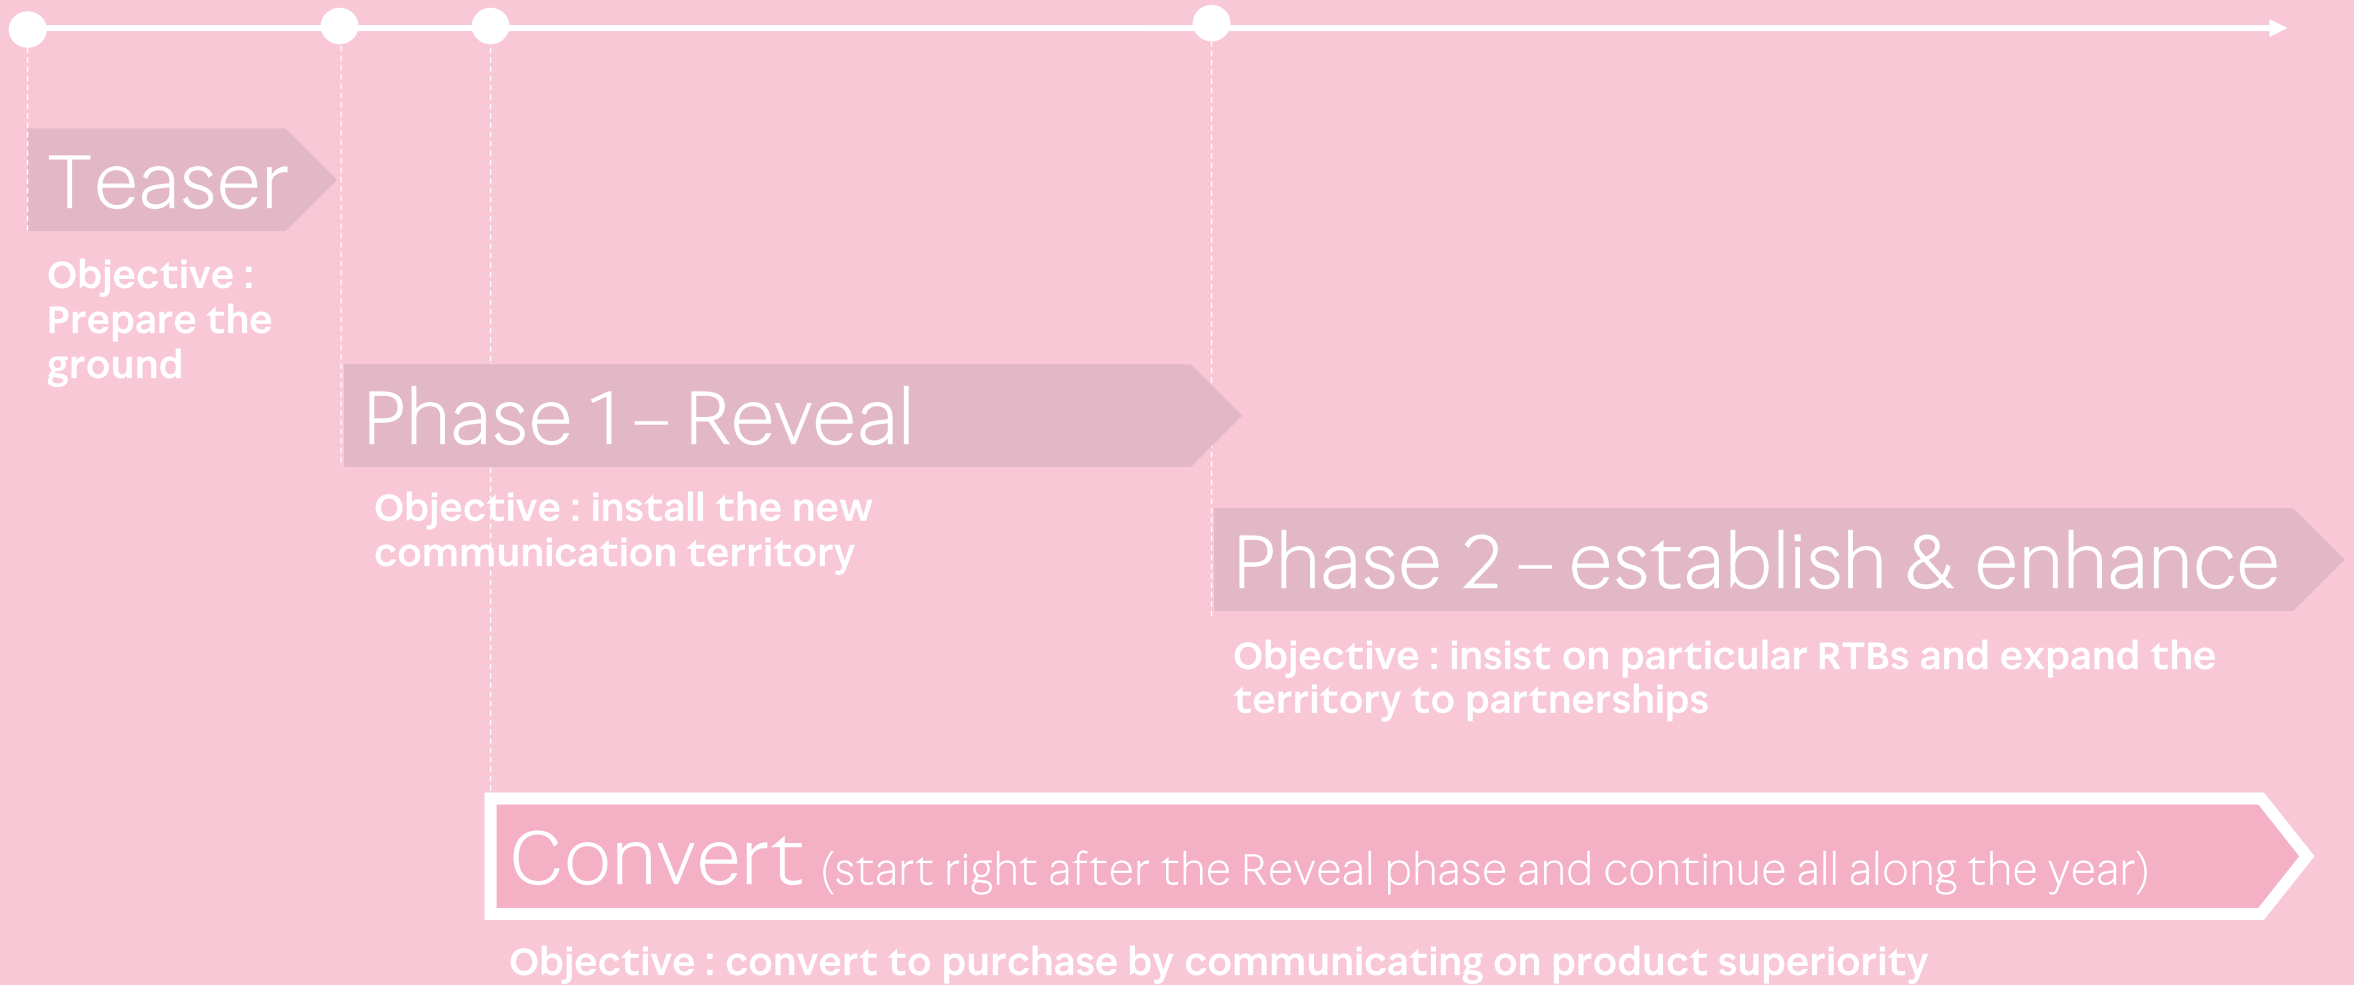 Teaser
Objective :
Prepare the
ground
Phase 1 – Reveal
Objective : install the new
communication territory
Phase 2 – establish & enhance
Objective : insist on particular RTBs and expand the
territory to partnerships
Convert (start right after the Reveal phase and continue all along the year)
Objective : convert to purchase by communicating on product superiority